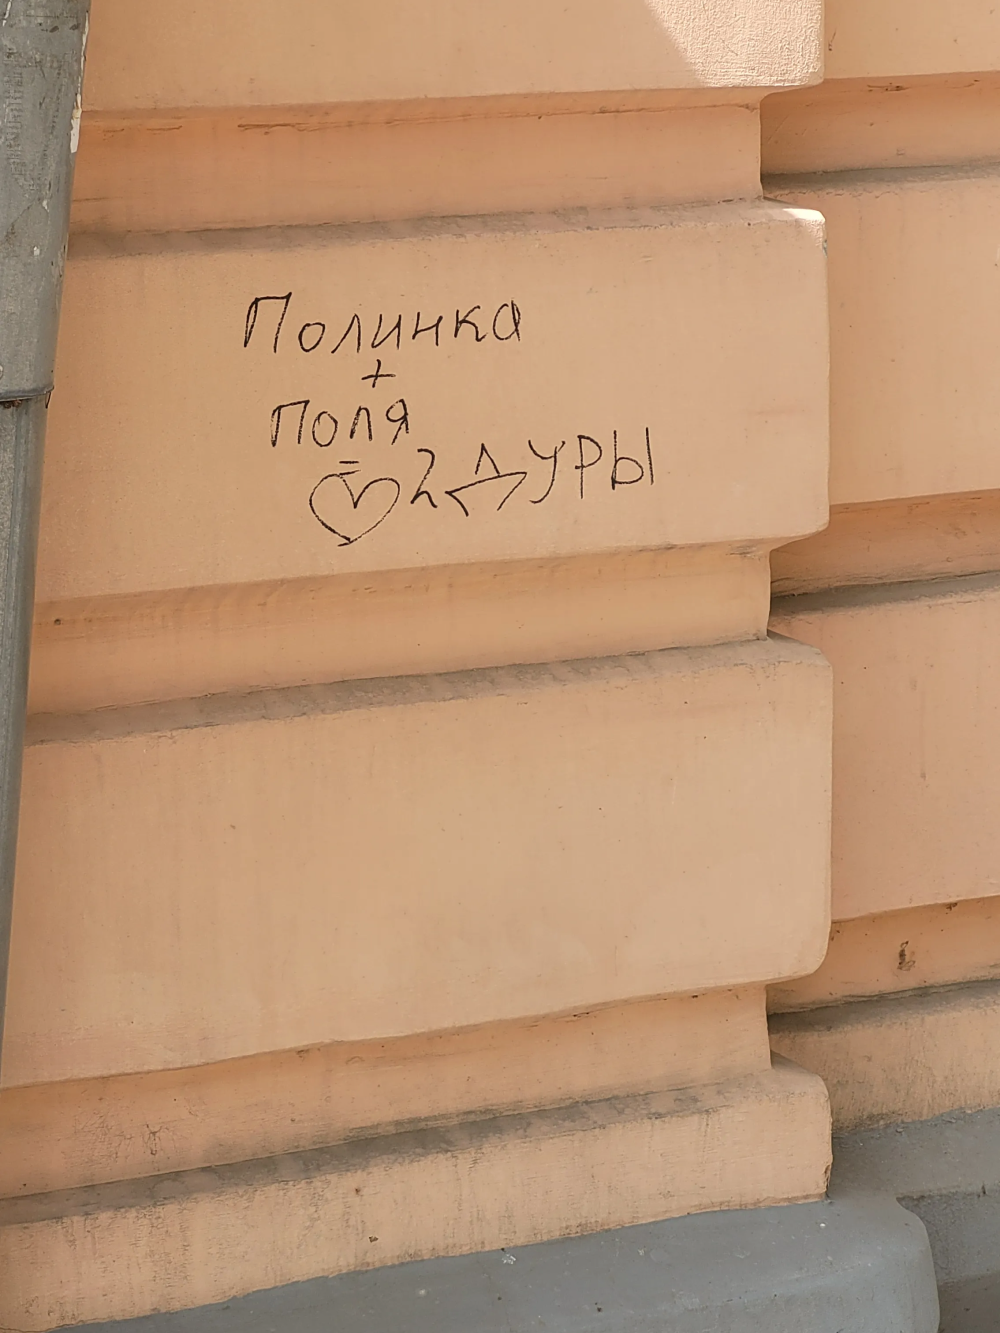 Полинка
+
Поля
=
♡ 2 ДУРЫ